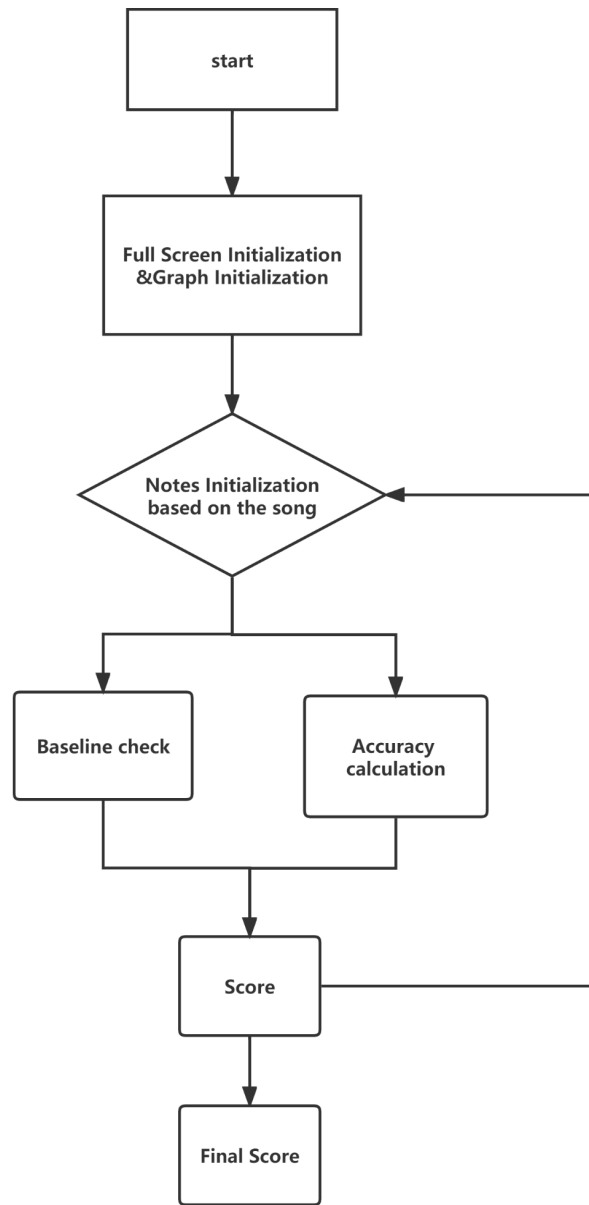 start
Full Screen Initialization
&Graph Initialization
Notes Initialization
based on the song
Baseline check
Accuracy
calculation
Score
Final Score